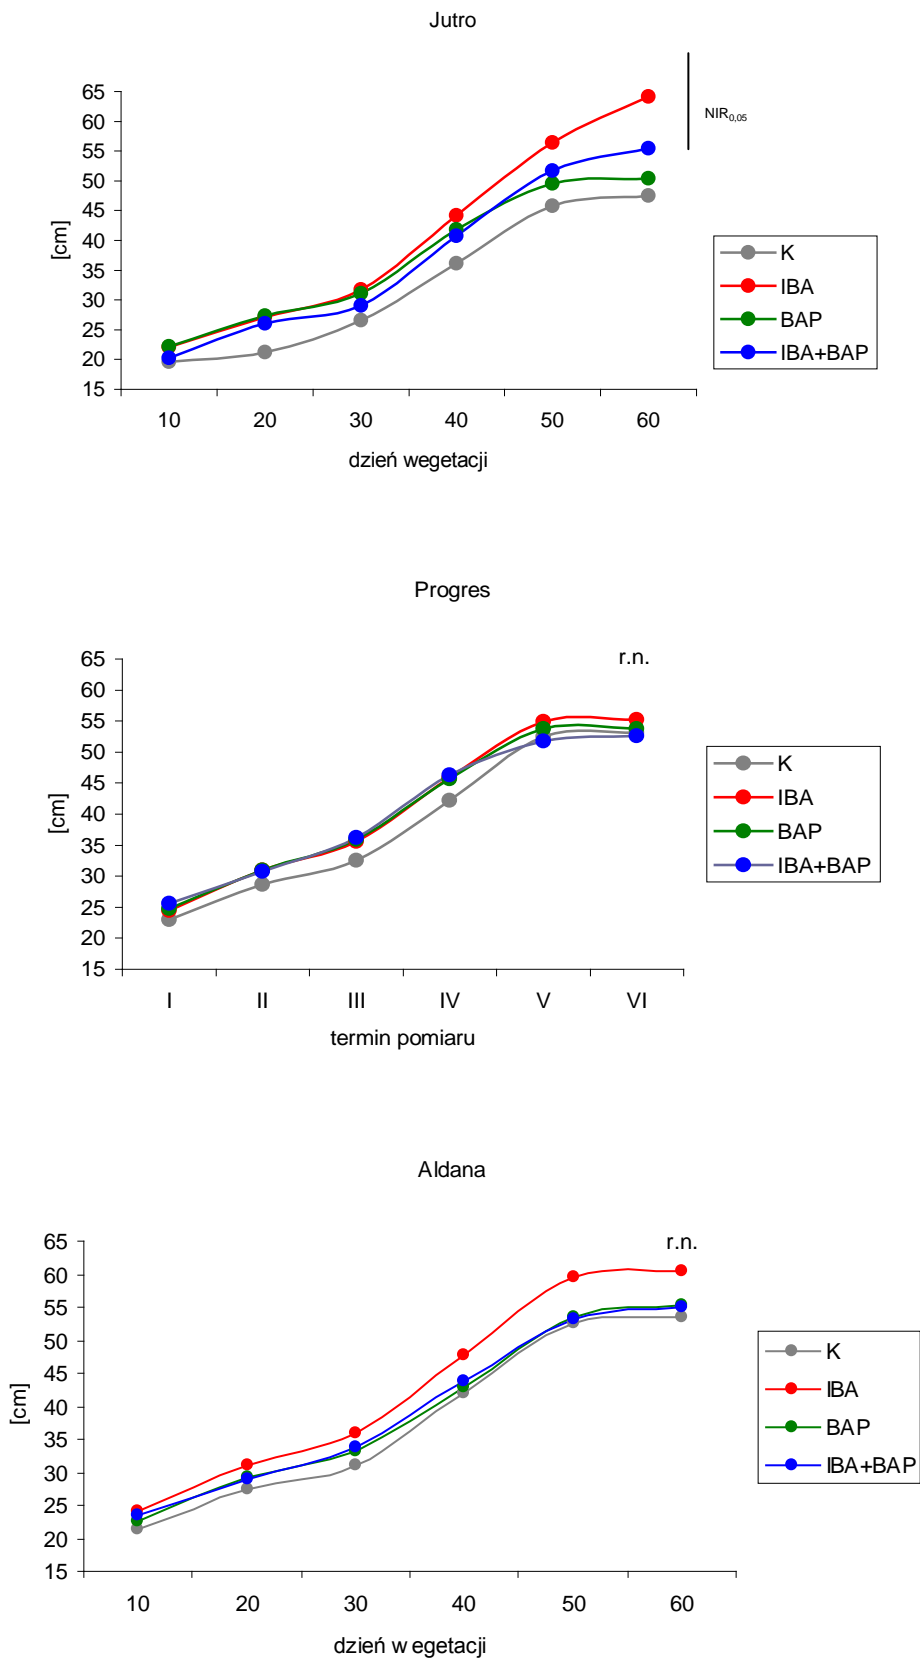 Jutro
65
60
55
50
45
40
35
30
25
20
15
[cm]
NIR0,05
K
IBA
BAP
IBA+BAP
10 20 30 40 50 60
dzień wegetacji
Progres
65
60
55
50
45
40
35
30
25
20
15
[cm]
r.n.
K
IBA
BAP
IBA+BAP
I II III IV V VI
termin pomiaru
Aldana
65
60
55
50
45
40
35
30
25
20
15
[cm]
r.n.
K
IBA
BAP
IBA+BAP
10 20 30 40 50 60
dzień w egetacji